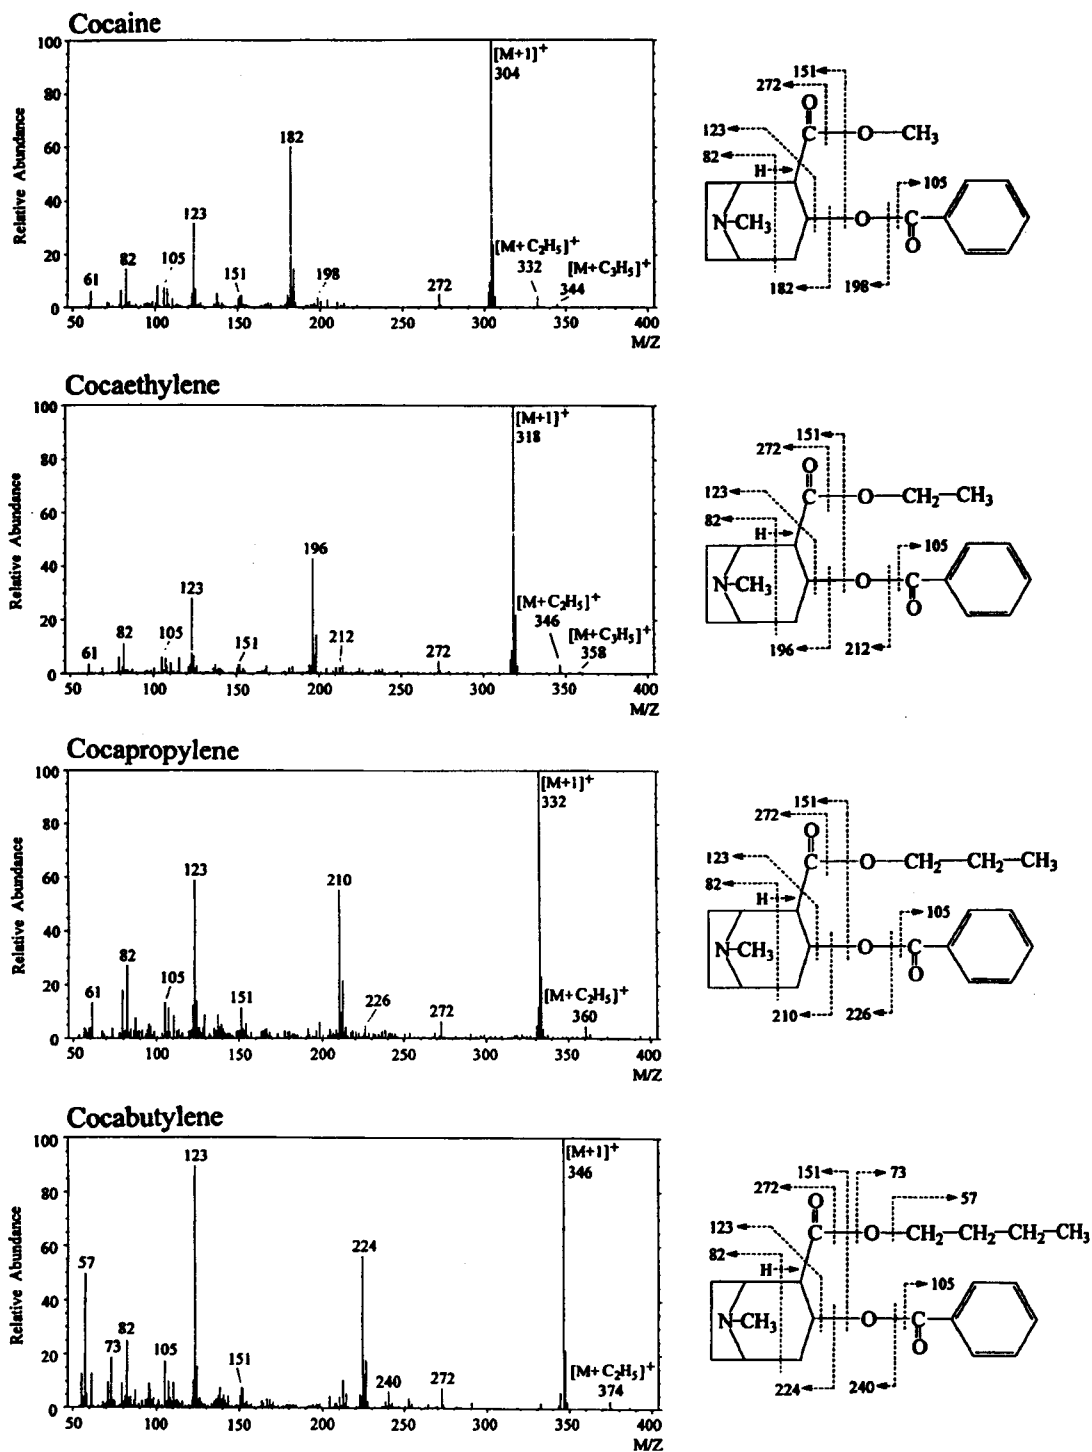 Cocaine
100
80
60
40
20
0
Relative Abundance
61
82
105
123
151
182
198
272
[M+1]+
304
[M+C2H5]+
332
[M+C3H5]+
344
50 100 150 200 250 300 350 400
M/Z
151
272
123
82
O
C O CH3
H
105
N CH3
O C
O
182 198
Cocaethylene
100
80
60
40
20
0
Relative Abundance
61
82
105
123
151
196
212
272
[M+1]+
318
[M+C2H5]+
346
[M+C3H5]+
358
50 100 150 200 250 300 350 400
M/Z
151
272
123
82
O
C O CH2 CH3
H
105
N CH3
O C
O
196 212
Cocapropylene
100
80
60
40
20
0
Relative Abundance
61
82
105
123
151
210
226
272
[M+1]+
332
[M+C2H5]+
360
50 100 150 200 250 300 350 400
M/Z
151
272
123
82
O
C O CH2 CH2 CH3
H
105
N CH3
O C
O
210 226
Cocabutylene
100
80
60
40
20
0
Relative Abundance
57
73
82
105
123
151
224
240
272
[M+1]+
346
[M+C2H5]+
374
50 100 150 200 250 300 350 400
M/Z
151 73
272 57
123
82
O
C O CH2 CH2 CH2 CH3
H
105
N CH3
O C
O
224 240